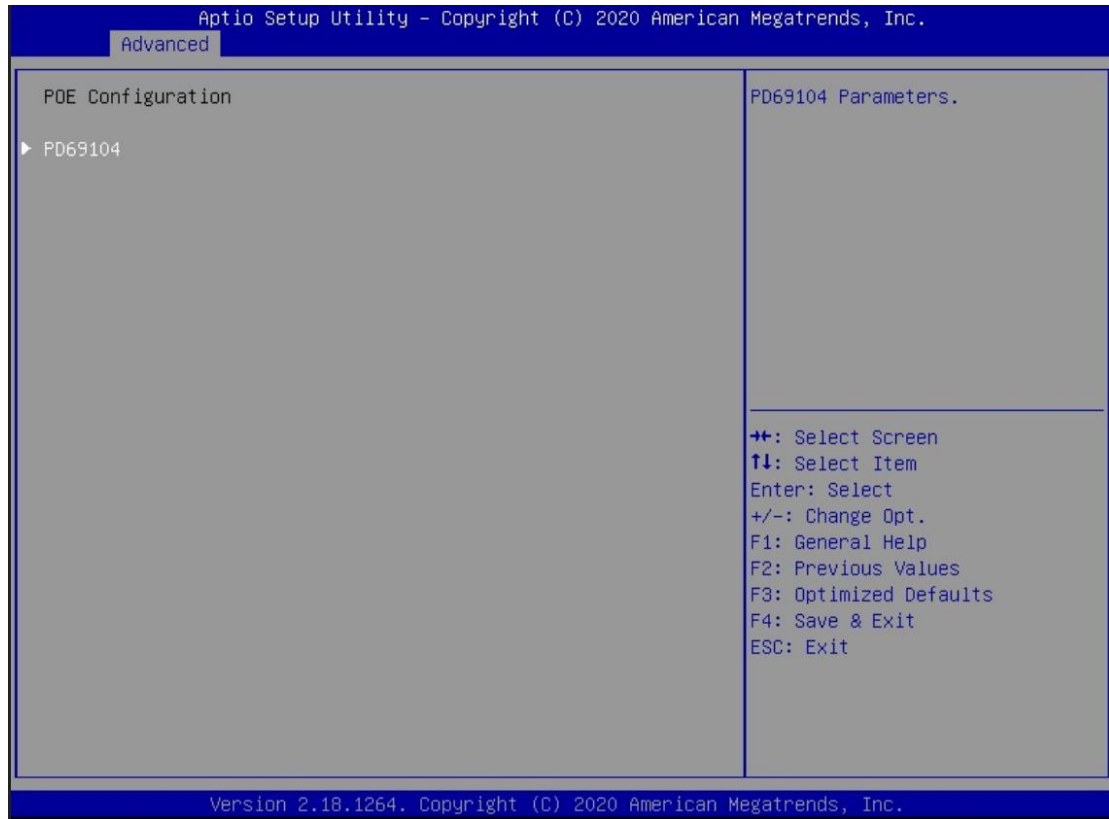 Aptio Setup Utility – Copyright (C) 2020 American Megatrends, Inc.
Advanced
POE Configuration
▶ PD69104
PD69104 Parameters.
→←: Select Screen
↑↓: Select Item
Enter: Select
+/-: Change Opt.
F1: General Help
F2: Previous Values
F3: Optimized Defaults
F4: Save & Exit
ESC: Exit
Version 2.18.1264. Copyright (C) 2020 American Megatrends, Inc.